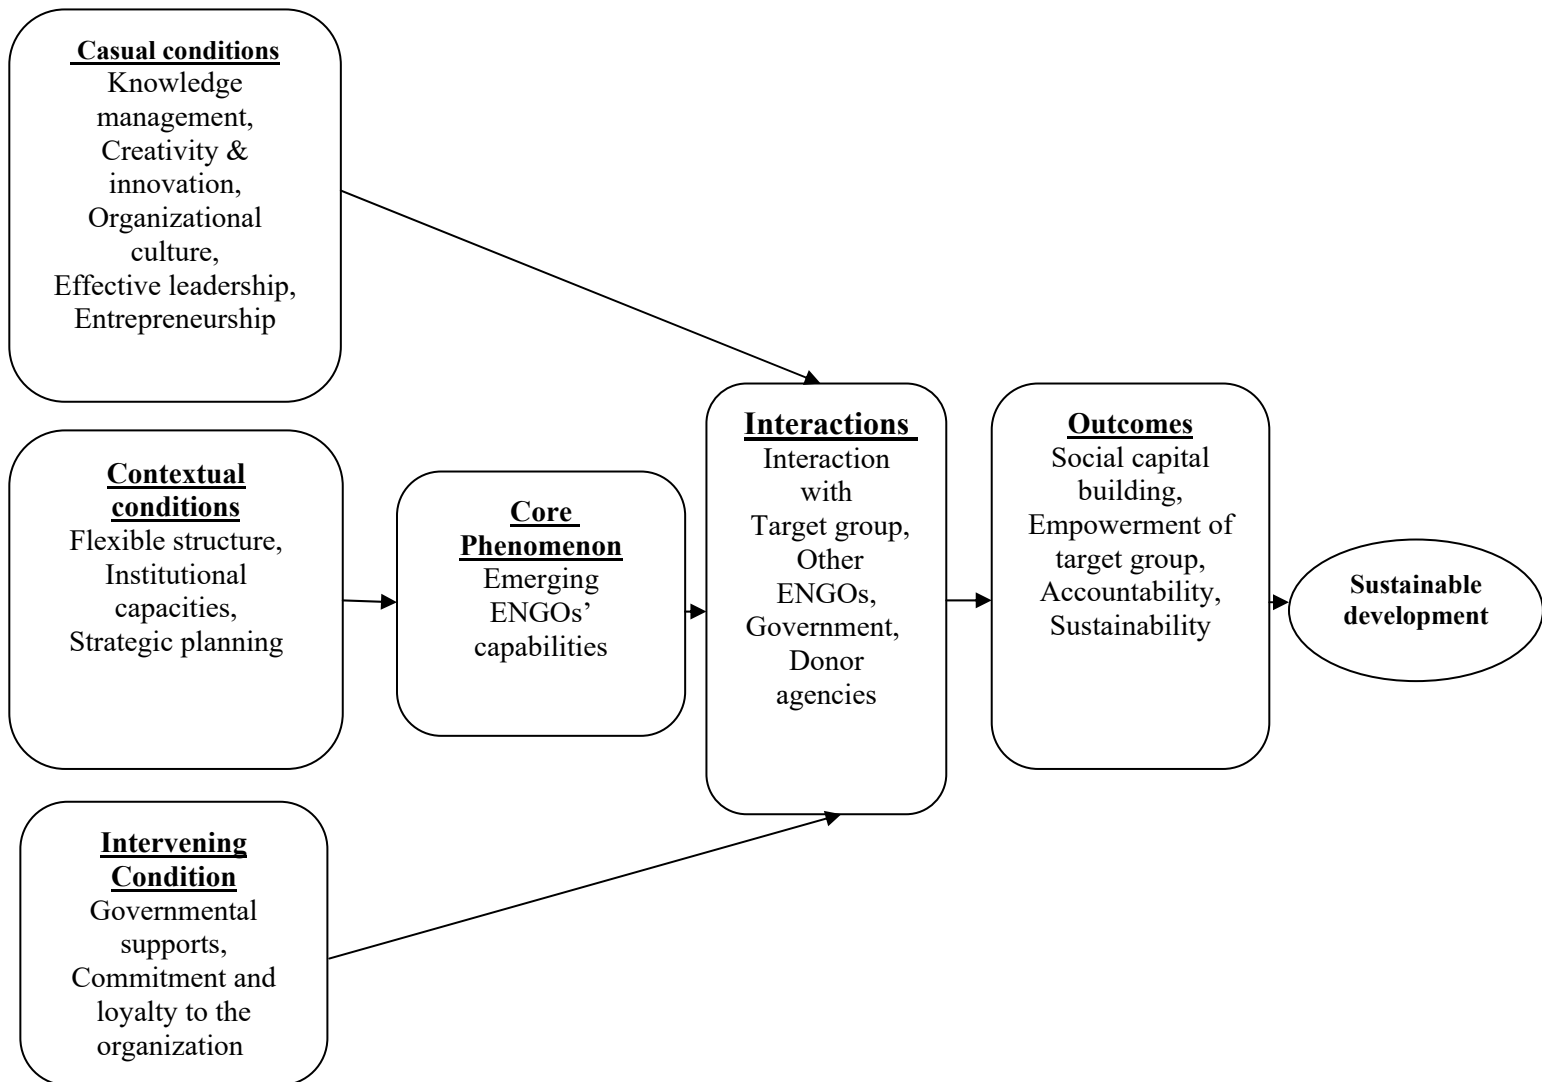 Casual conditions
Knowledge
management,
Creativity &
innovation,
Organizational
culture,
Effective leadership,
Entrepreneurship
Contextual
conditions
Flexible structure,
Institutional
capacities,
Strategic planning
Intervening
Condition
Governmental
supports,
Commitment and
loyalty to the
organization
Core
Phenomenon
Emerging
ENGOs’
capabilities
Interactions
Interaction
with
Target group,
Other
ENGOs,
Government,
Donor
agencies
Outcomes
Social capital
building,
Empowerment of
target group,
Accountability,
Sustainability
Sustainable
development